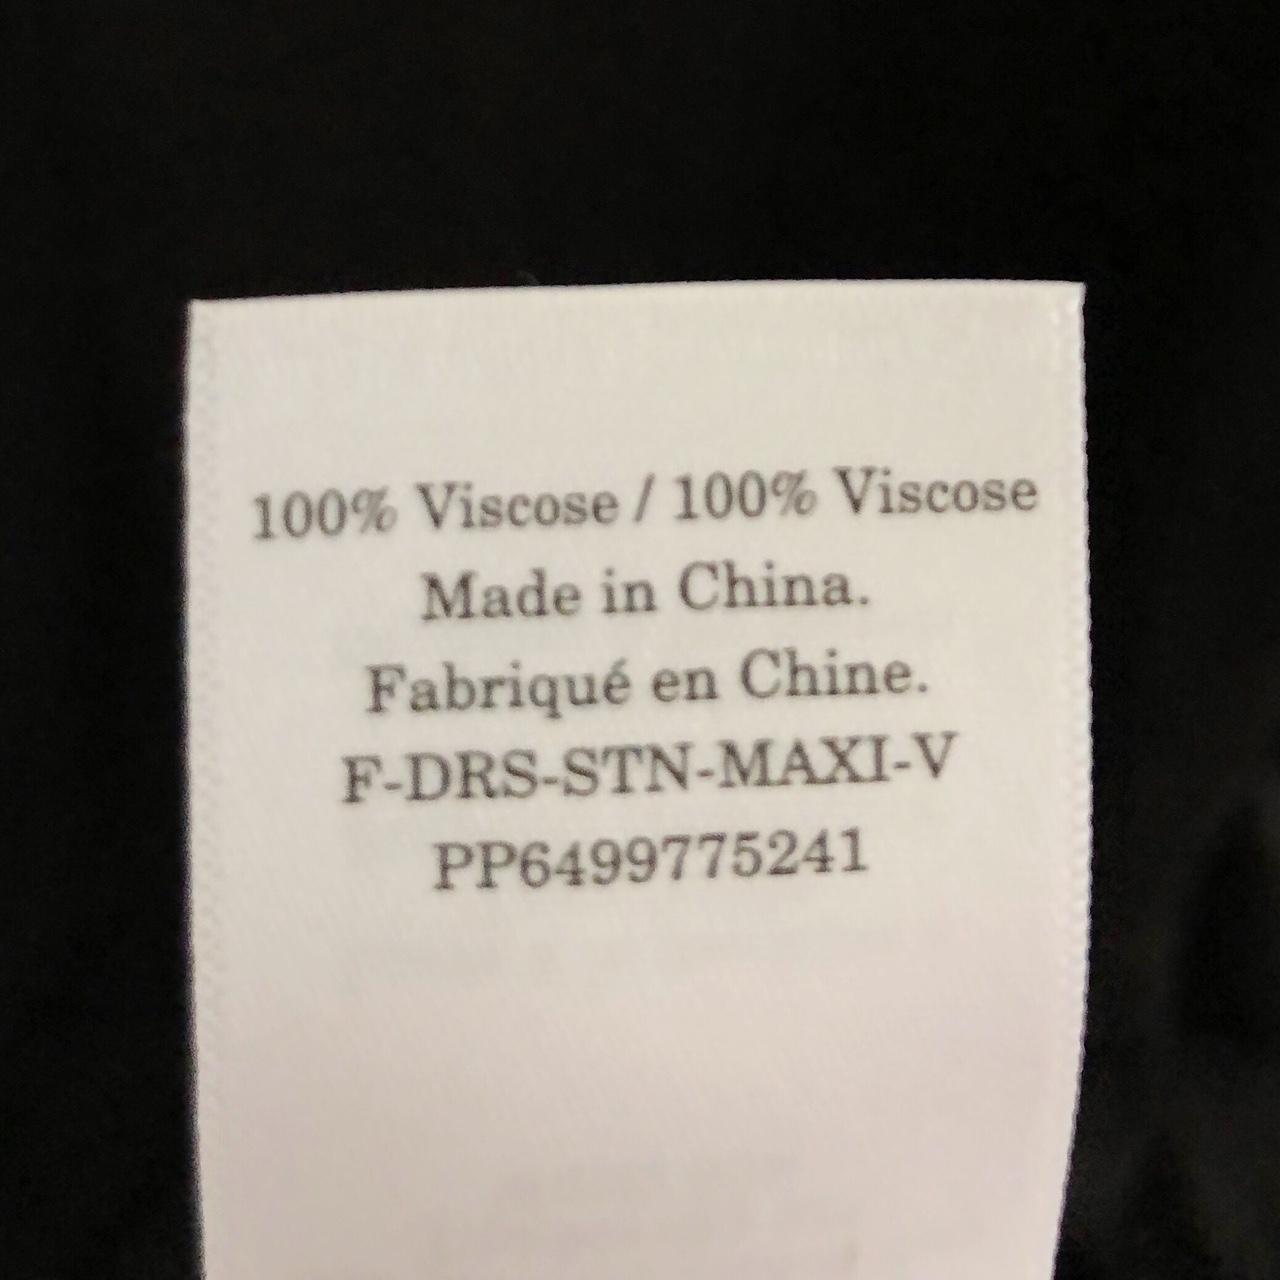 100% Viscose / 100% Viscose
Made in China.
Fabriqué en Chine.
F-DRS-STN-MAXI-V
PP6499775241